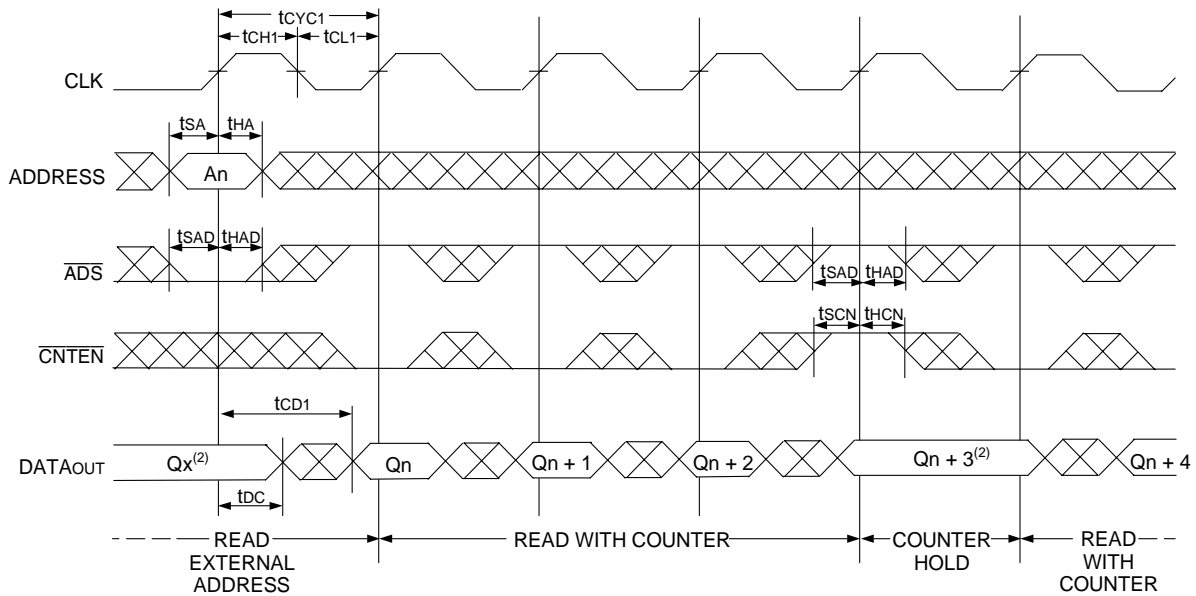 tCYC1
tCH1 tCL1
CLK
tSA tHA
ADDRESS An
tSAD tHAD
ADS
tSAD tHAD
tSCN tHCN
CNTEN
tCD1
DATAOUT Qx(2) Qn Qn + 1 Qn + 2 Qn + 3(2) Qn + 4
tDC
READ EXTERNAL ADDRESS
READ WITH COUNTER
COUNTER HOLD
READ WITH COUNTER